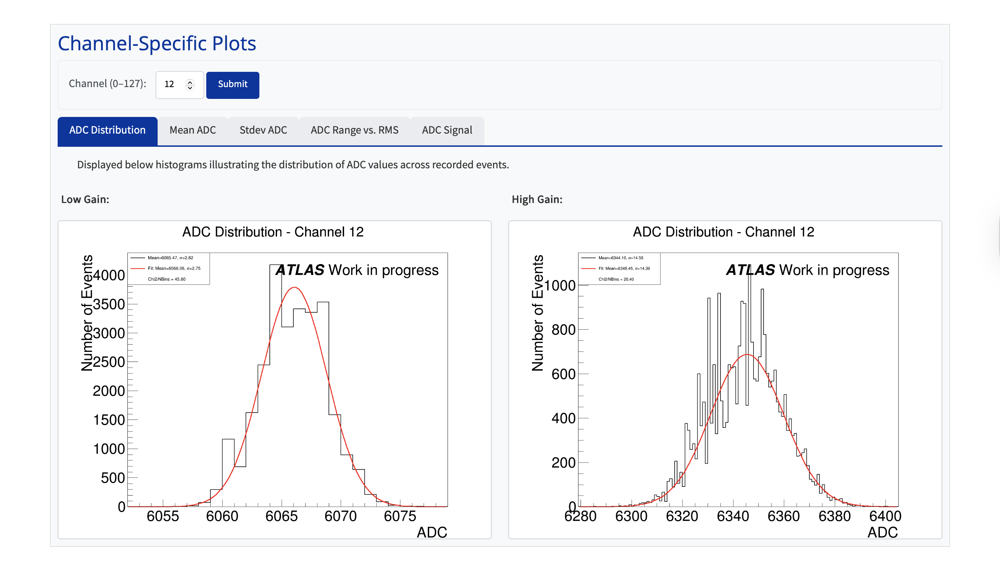 Channel-Specific Plots
Channel (0–127): 12 Submit
ADC Distribution Mean ADC Stdev ADC ADC Range vs. RMS ADC Signal
Displayed below histograms illustrating the distribution of ADC values across recorded events.
Low Gain:
ADC Distribution - Channel 12
Mean=6065.47, σ=2.82
Fit: Mean=6066.06, σ=2.75
Chi2/NBins = 45.80
ATLAS Work in progress
Number of Events
4000
3500
3000
2500
2000
1500
1000
500
0
6055 6060 6065 6070 6075
ADC
High Gain:
ADC Distribution - Channel 12
Mean=6344.10, σ=14.56
Fit: Mean=6345.45, σ=14.36
Chi2/NBins = 20.40
ATLAS Work in progress
Number of Events
1000
800
600
400
200
0
6280 6300 6320 6340 6360 6380 6400
ADC